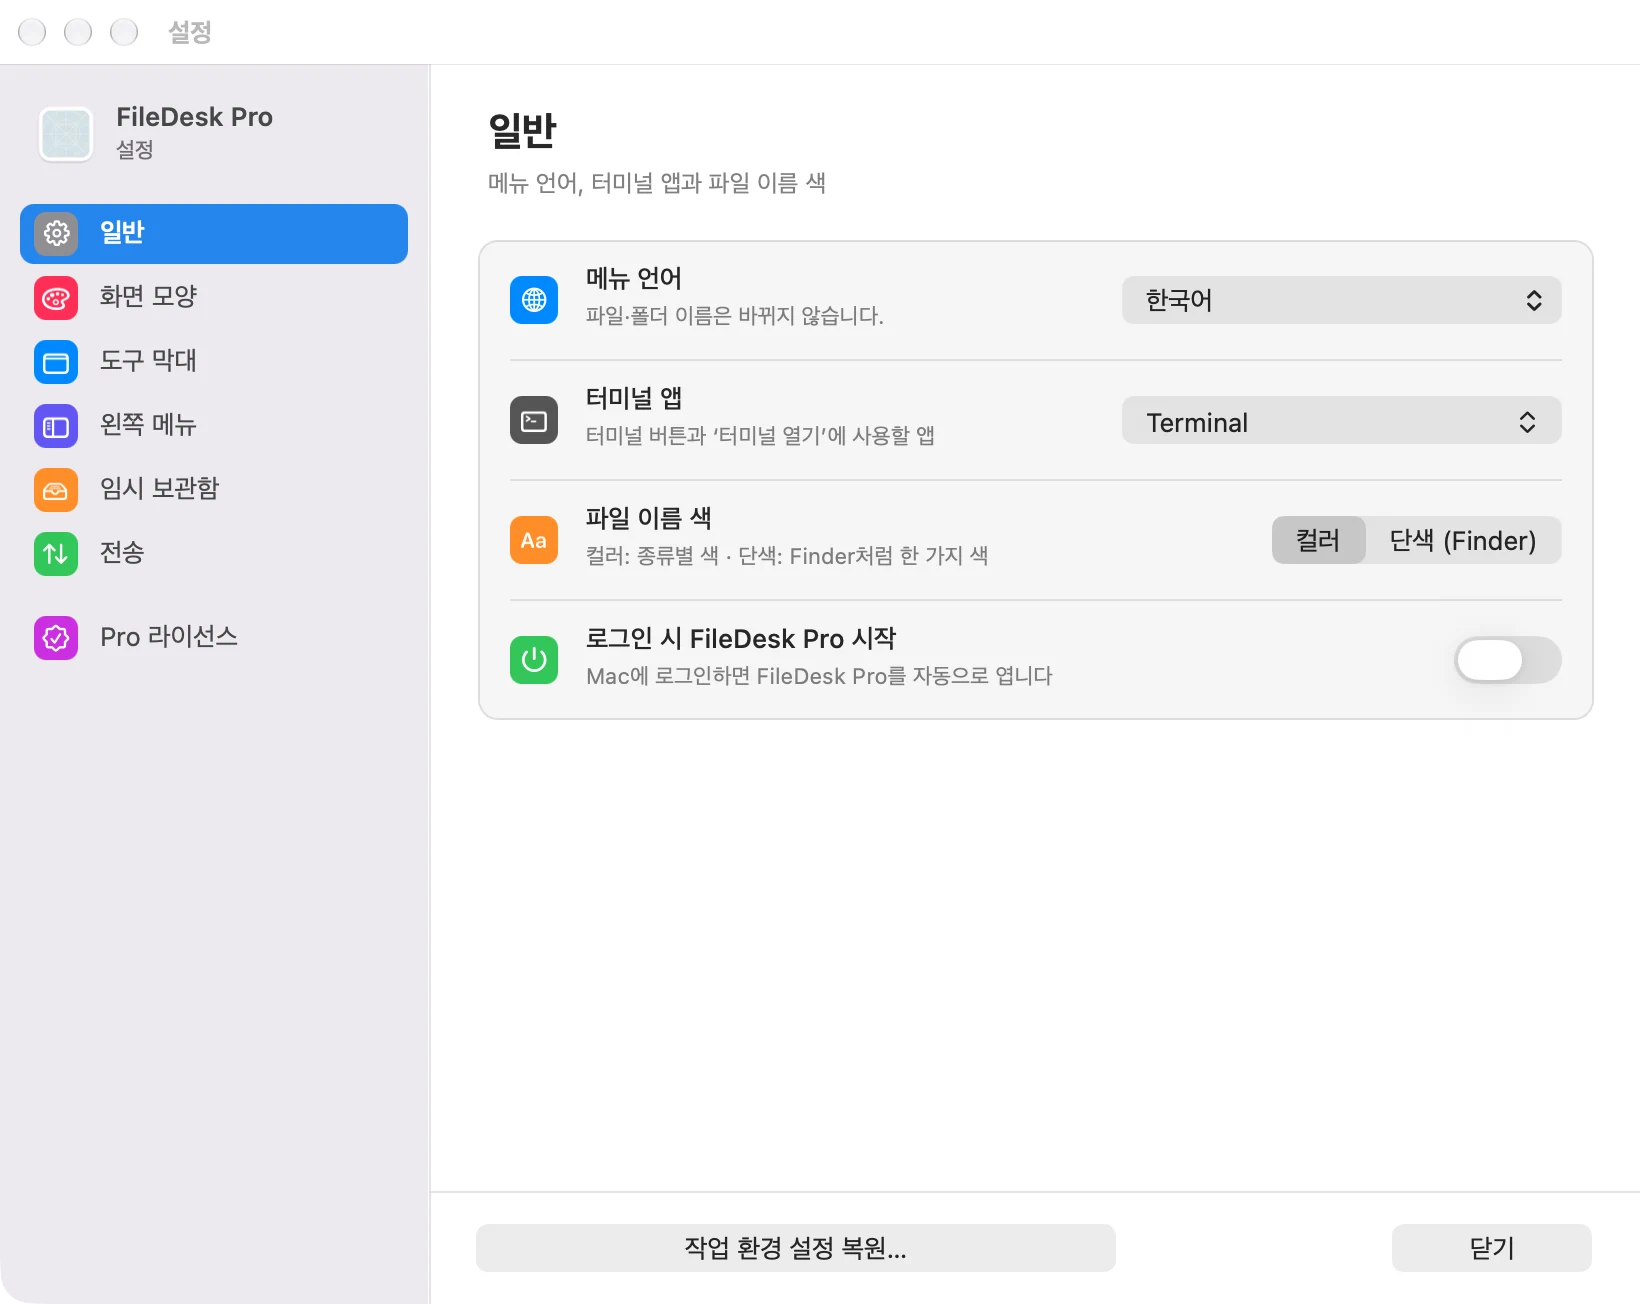 설정
FileDesk Pro
설정
일반
화면 모양
도구 막대
왼쪽 메뉴
임시 보관함
전송
Pro 라이선스
일반
메뉴 언어, 터미널 앱과 파일 이름 색
메뉴 언어
파일·폴더 이름은 바뀌지 않습니다.
한국어
터미널 앱
터미널 버튼과 ‘터미널 열기’에 사용할 앱
Terminal
Aa
파일 이름 색
컬러: 종류별 색 · 단색: Finder처럼 한 가지 색
컬러
단색 (Finder)
로그인 시 FileDesk Pro 시작
Mac에 로그인하면 FileDesk Pro를 자동으로 엽니다
작업 환경 설정 복원...
닫기